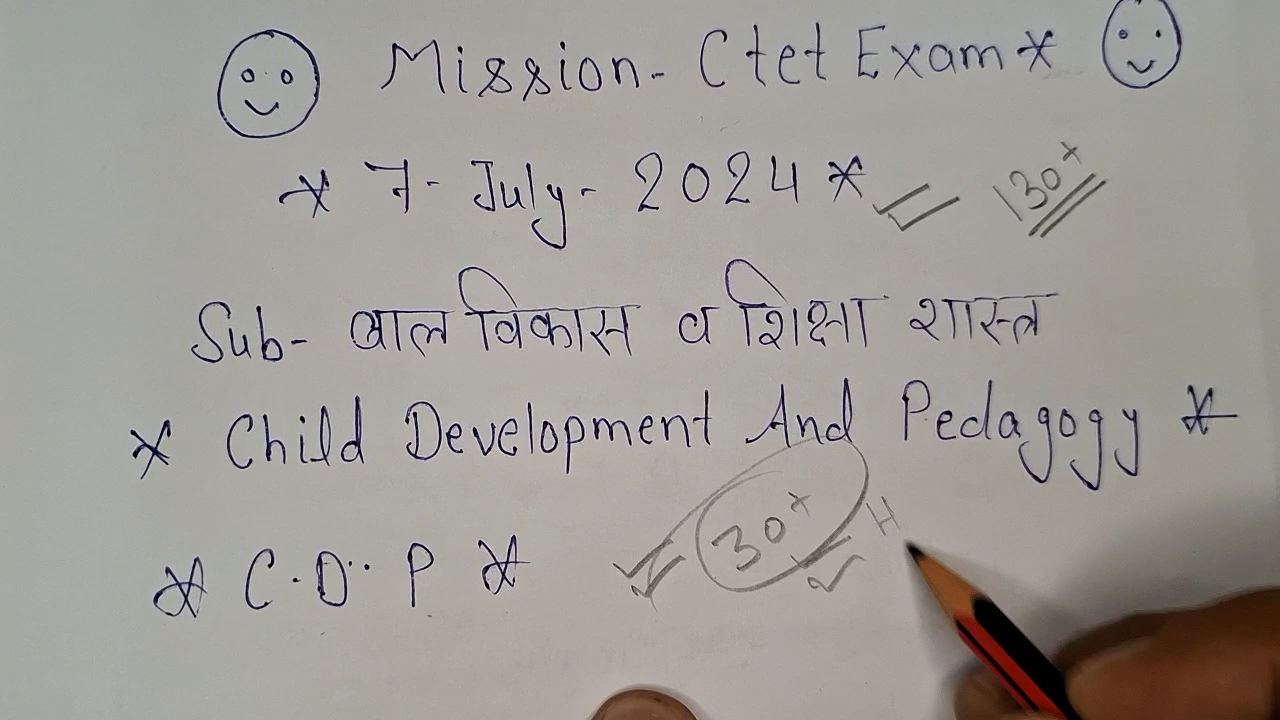 Mission- Ctet Exam *
* 7- July- 2024 *
130+
Sub- बाल विकास व शिक्षा शास्त्र
* Child Development And Pedagogy *
30+ H
* C.D.. P *